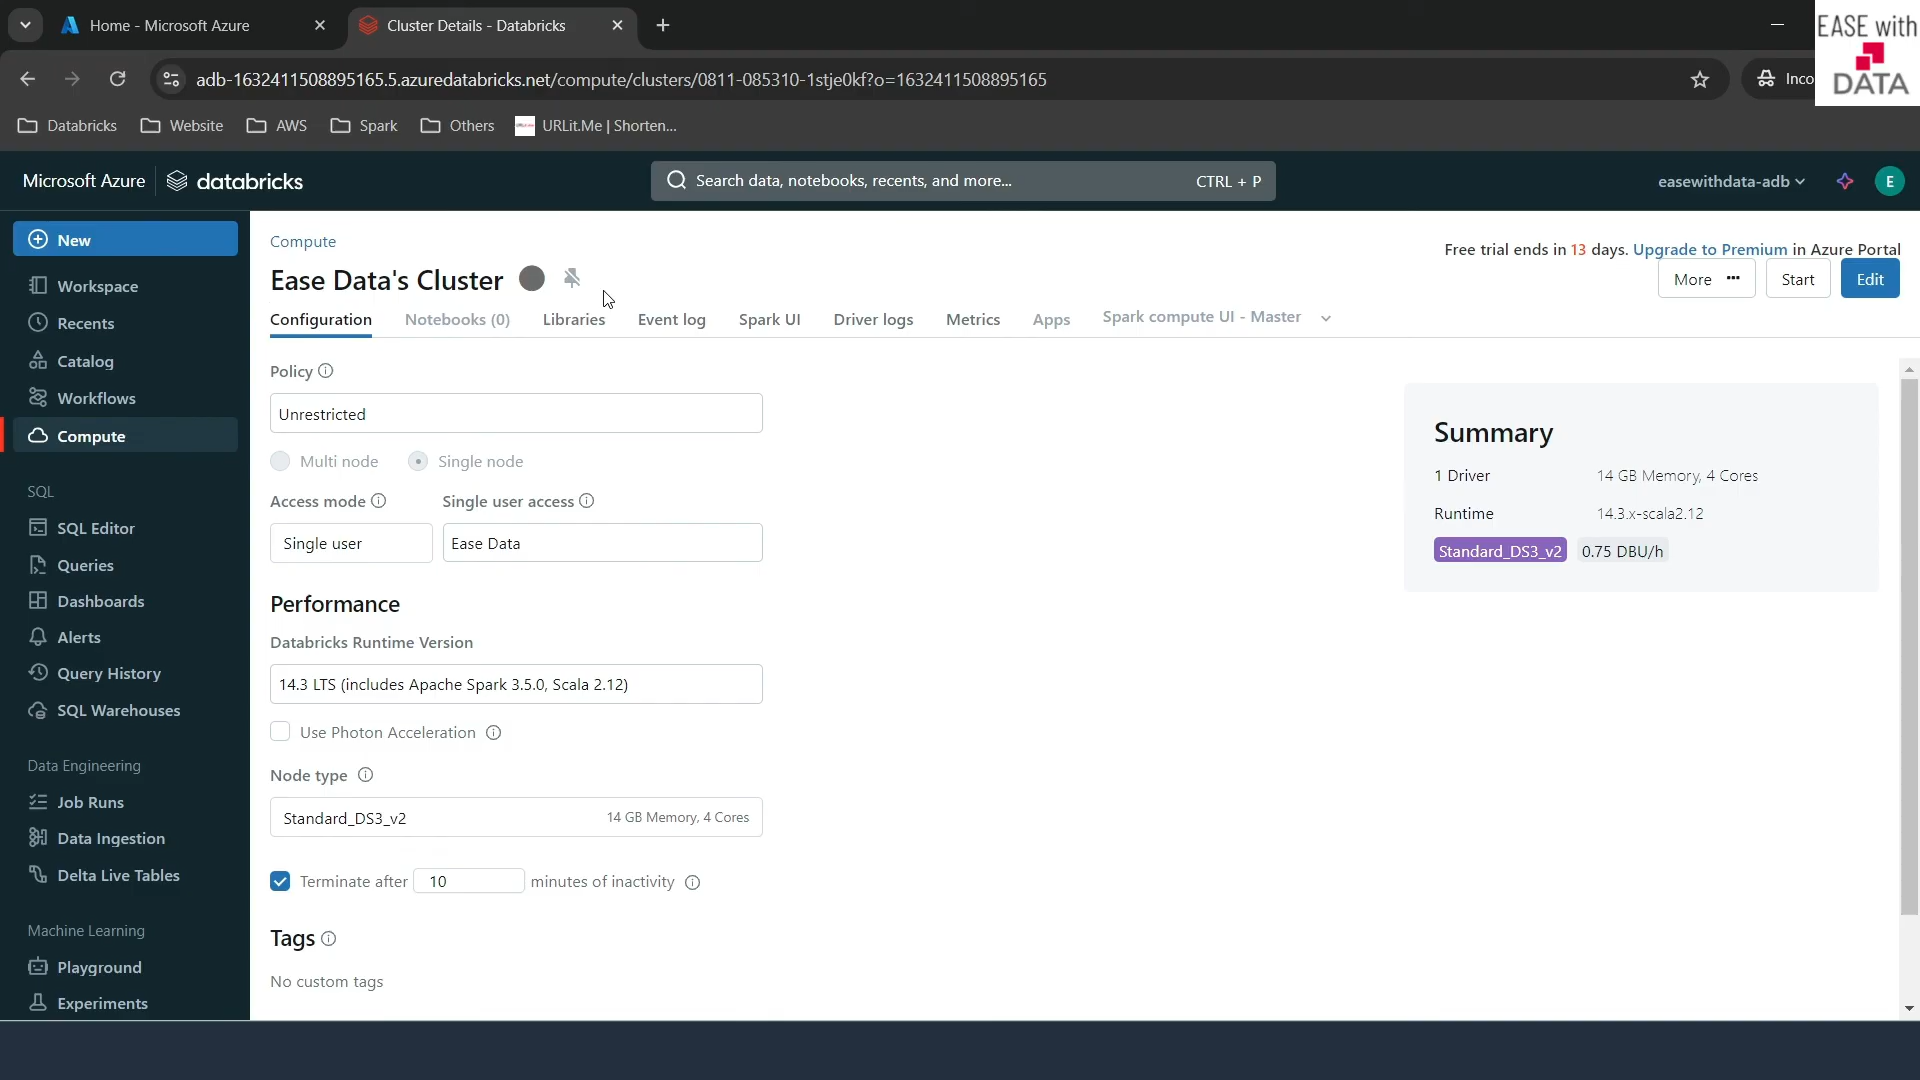 Home - Microsoft Azure
Cluster Details - Databricks
EASE with
DATA
adb-1632411508895165.5.azuredatabricks.net/compute/clusters/0811-085310-1stje0kf?o=1632411508895165
Inco
Databricks
Website
AWS
Spark
Others
URLit.Me | Shorten...
Microsoft Azure
databricks
Search data, notebooks, recents, and more...
CTRL + P
easewithdata-adb
E
New
Workspace
Recents
Catalog
Workflows
Compute
SQL
SQL Editor
Queries
Dashboards
Alerts
Query History
SQL Warehouses
Data Engineering
Job Runs
Data Ingestion
Delta Live Tables
Machine Learning
Playground
Experiments
Compute
Free trial ends in 13 days. Upgrade to Premium in Azure Portal
Ease Data's Cluster
More
Start
Edit
Configuration
Notebooks (0)
Libraries
Event log
Spark UI
Driver logs
Metrics
Apps
Spark compute UI - Master
Policy
Unrestricted
Multi node
Single node
Access mode
Single user access
Single user
Ease Data
Performance
Databricks Runtime Version
14.3 LTS (includes Apache Spark 3.5.0, Scala 2.12)
Use Photon Acceleration
Node type
Standard_DS3_v2
14 GB Memory, 4 Cores
Terminate after 10 minutes of inactivity
Tags
No custom tags
Summary
1 Driver
14 GB Memory, 4 Cores
Runtime
14.3.x-scala2.12
Standard_DS3_v2
0.75 DBU/h